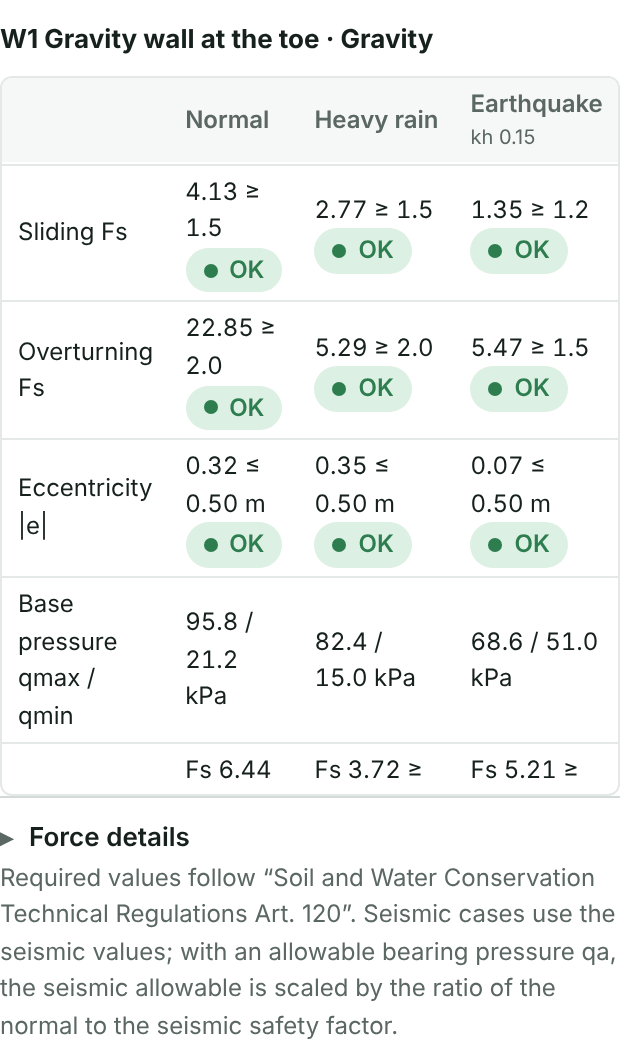 W1 Gravity wall at the toe · Gravity
Normal
Heavy rain
Earthquake
kh 0.15
Sliding Fs
4.13 ≥
1.5
OK
2.77 ≥ 1.5
OK
1.35 ≥ 1.2
OK
Overturning
Fs
22.85 ≥
2.0
OK
5.29 ≥ 2.0
OK
5.47 ≥ 1.5
OK
Eccentricity
|e|
0.32 ≤
0.50 m
OK
0.35 ≤
0.50 m
OK
0.07 ≤
0.50 m
OK
Base
pressure
qmax /
qmin
95.8 /
21.2
kPa
82.4 /
15.0 kPa
68.6 / 51.0
kPa
Fs 6.44
Fs 3.72 ≥
Fs 5.21 ≥
Force details
Required values follow “Soil and Water Conservation
Technical Regulations Art. 120”. Seismic cases use the
seismic values; with an allowable bearing pressure qa,
the seismic allowable is scaled by the ratio of the
normal to the seismic safety factor.